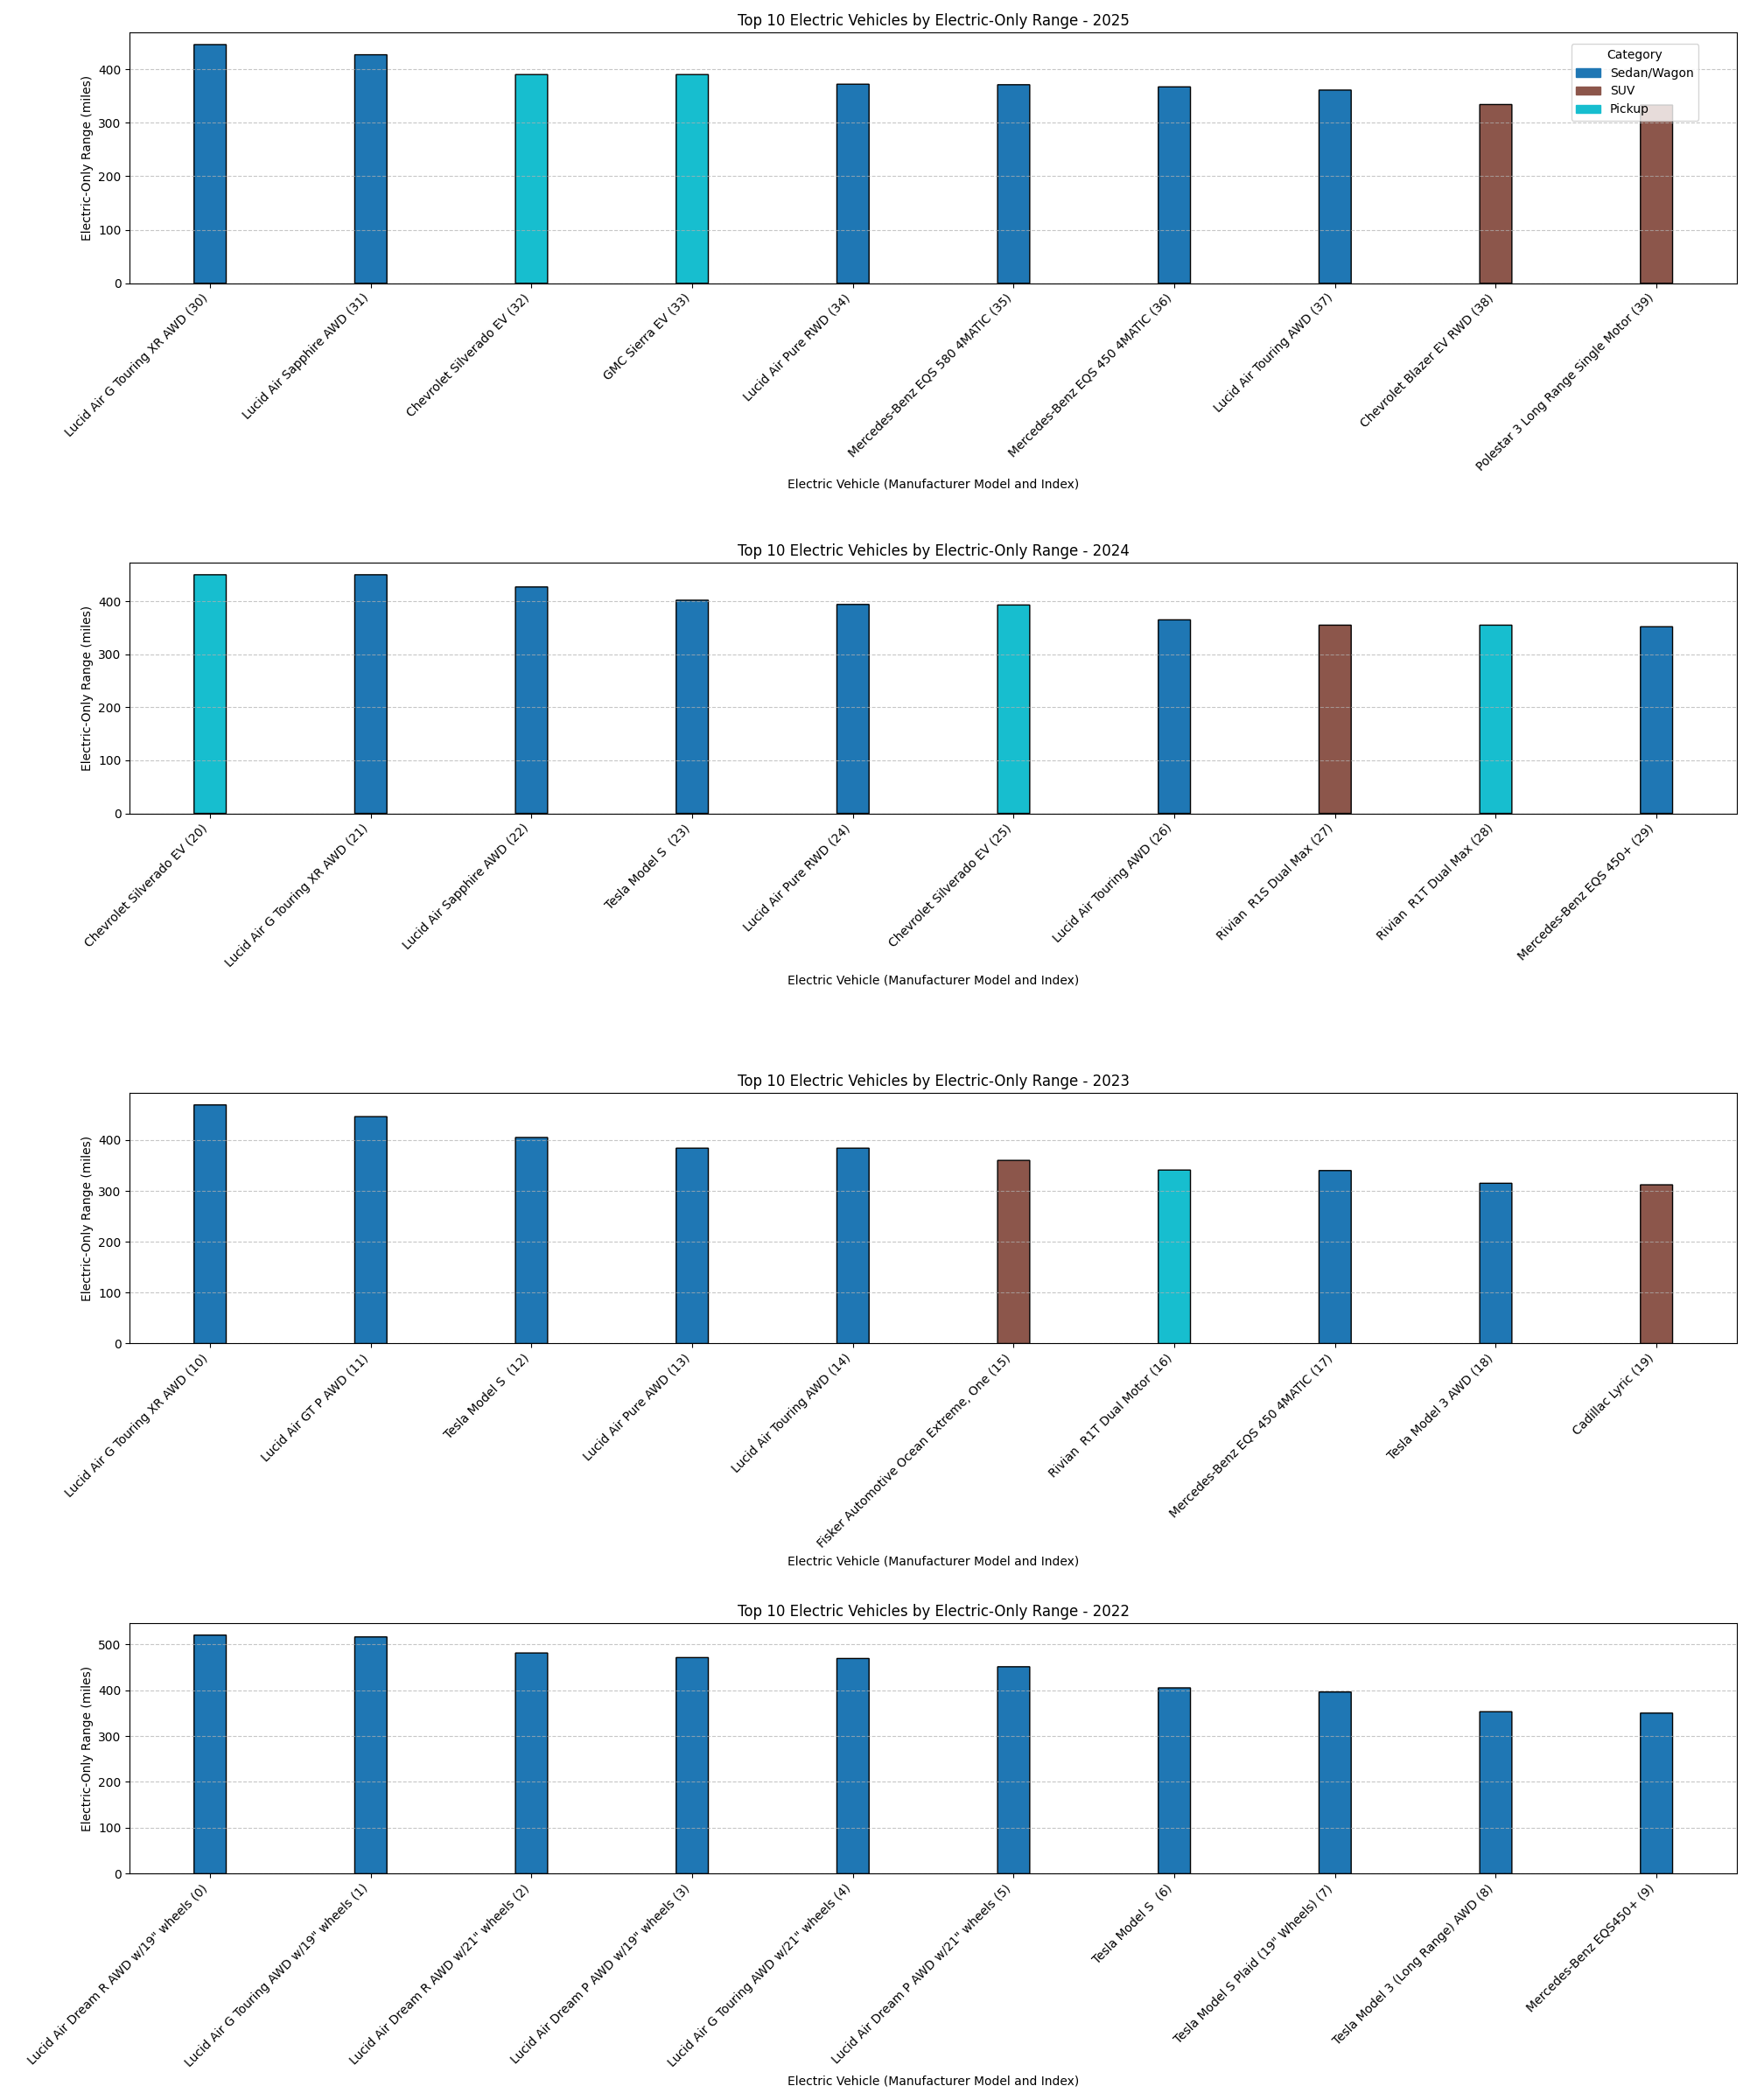 Top 10 Electric Vehicles by Electric-Only Range - 2025
Electric-Only Range (miles)
400
300
200
100
0
Category
Sedan/Wagon
SUV
Pickup
Lucid Air G Touring XR AWD (30)
Lucid Air Sapphire AWD (31)
Chevrolet Silverado EV (32)
GMC Sierra EV (33)
Lucid Air Pure RWD (34)
Mercedes-Benz EQS 580 4MATIC (35)
Mercedes-Benz EQS 450 4MATIC (36)
Lucid Air Touring AWD (37)
Chevrolet Blazer EV RWD (38)
Polestar 3 Long Range Single Motor (39)
Electric Vehicle (Manufacturer Model and Index)
Top 10 Electric Vehicles by Electric-Only Range - 2024
Electric-Only Range (miles)
400
300
200
100
0
Chevrolet Silverado EV (20)
Lucid Air G Touring XR AWD (21)
Lucid Air Sapphire AWD (22)
Tesla Model S  (23)
Lucid Air Pure RWD (24)
Chevrolet Silverado EV (25)
Lucid Air Touring AWD (26)
Rivian  R1S Dual Max (27)
Rivian  R1T Dual Max (28)
Mercedes-Benz EQS 450+ (29)
Electric Vehicle (Manufacturer Model and Index)
Top 10 Electric Vehicles by Electric-Only Range - 2023
Electric-Only Range (miles)
400
300
200
100
0
Lucid Air G Touring XR AWD (10)
Lucid Air GT P AWD (11)
Tesla Model S  (12)
Lucid Air Pure AWD (13)
Lucid Air Touring AWD (14)
Fisker Automotive Ocean Extreme, One (15)
Rivian  R1T Dual Motor (16)
Mercedes-Benz EQS 450 4MATIC (17)
Tesla Model 3 AWD (18)
Cadillac Lyric (19)
Electric Vehicle (Manufacturer Model and Index)
Top 10 Electric Vehicles by Electric-Only Range - 2022
Electric-Only Range (miles)
500
400
300
200
100
0
Lucid Air Dream R AWD w/19" wheels (0)
Lucid Air G Touring AWD w/19" wheels (1)
Lucid Air Dream R AWD w/21" wheels (2)
Lucid Air Dream P AWD w/19" wheels (3)
Lucid Air G Touring AWD w/21" wheels (4)
Lucid Air Dream P AWD w/21" wheels (5)
Tesla Model S  (6)
Tesla Model S Plaid (19" Wheels) (7)
Tesla Model 3 (Long Range) AWD (8)
Mercedes-Benz EQS450+ (9)
Electric Vehicle (Manufacturer Model and Index)